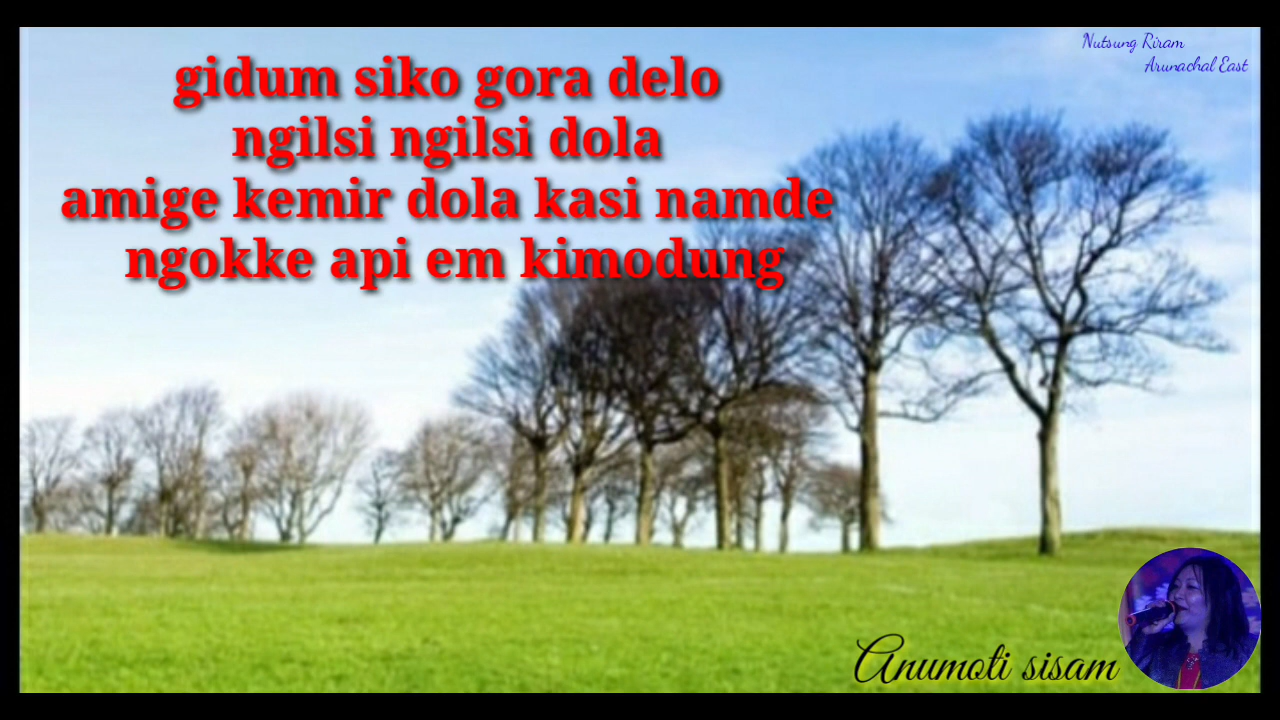 Nutsung Riram
Arunachal East
gidum siko gora delo
ngilsi ngilsi dola
amige kemir dola kasi namde
ngokke api em kimodung
Anumoti sisam